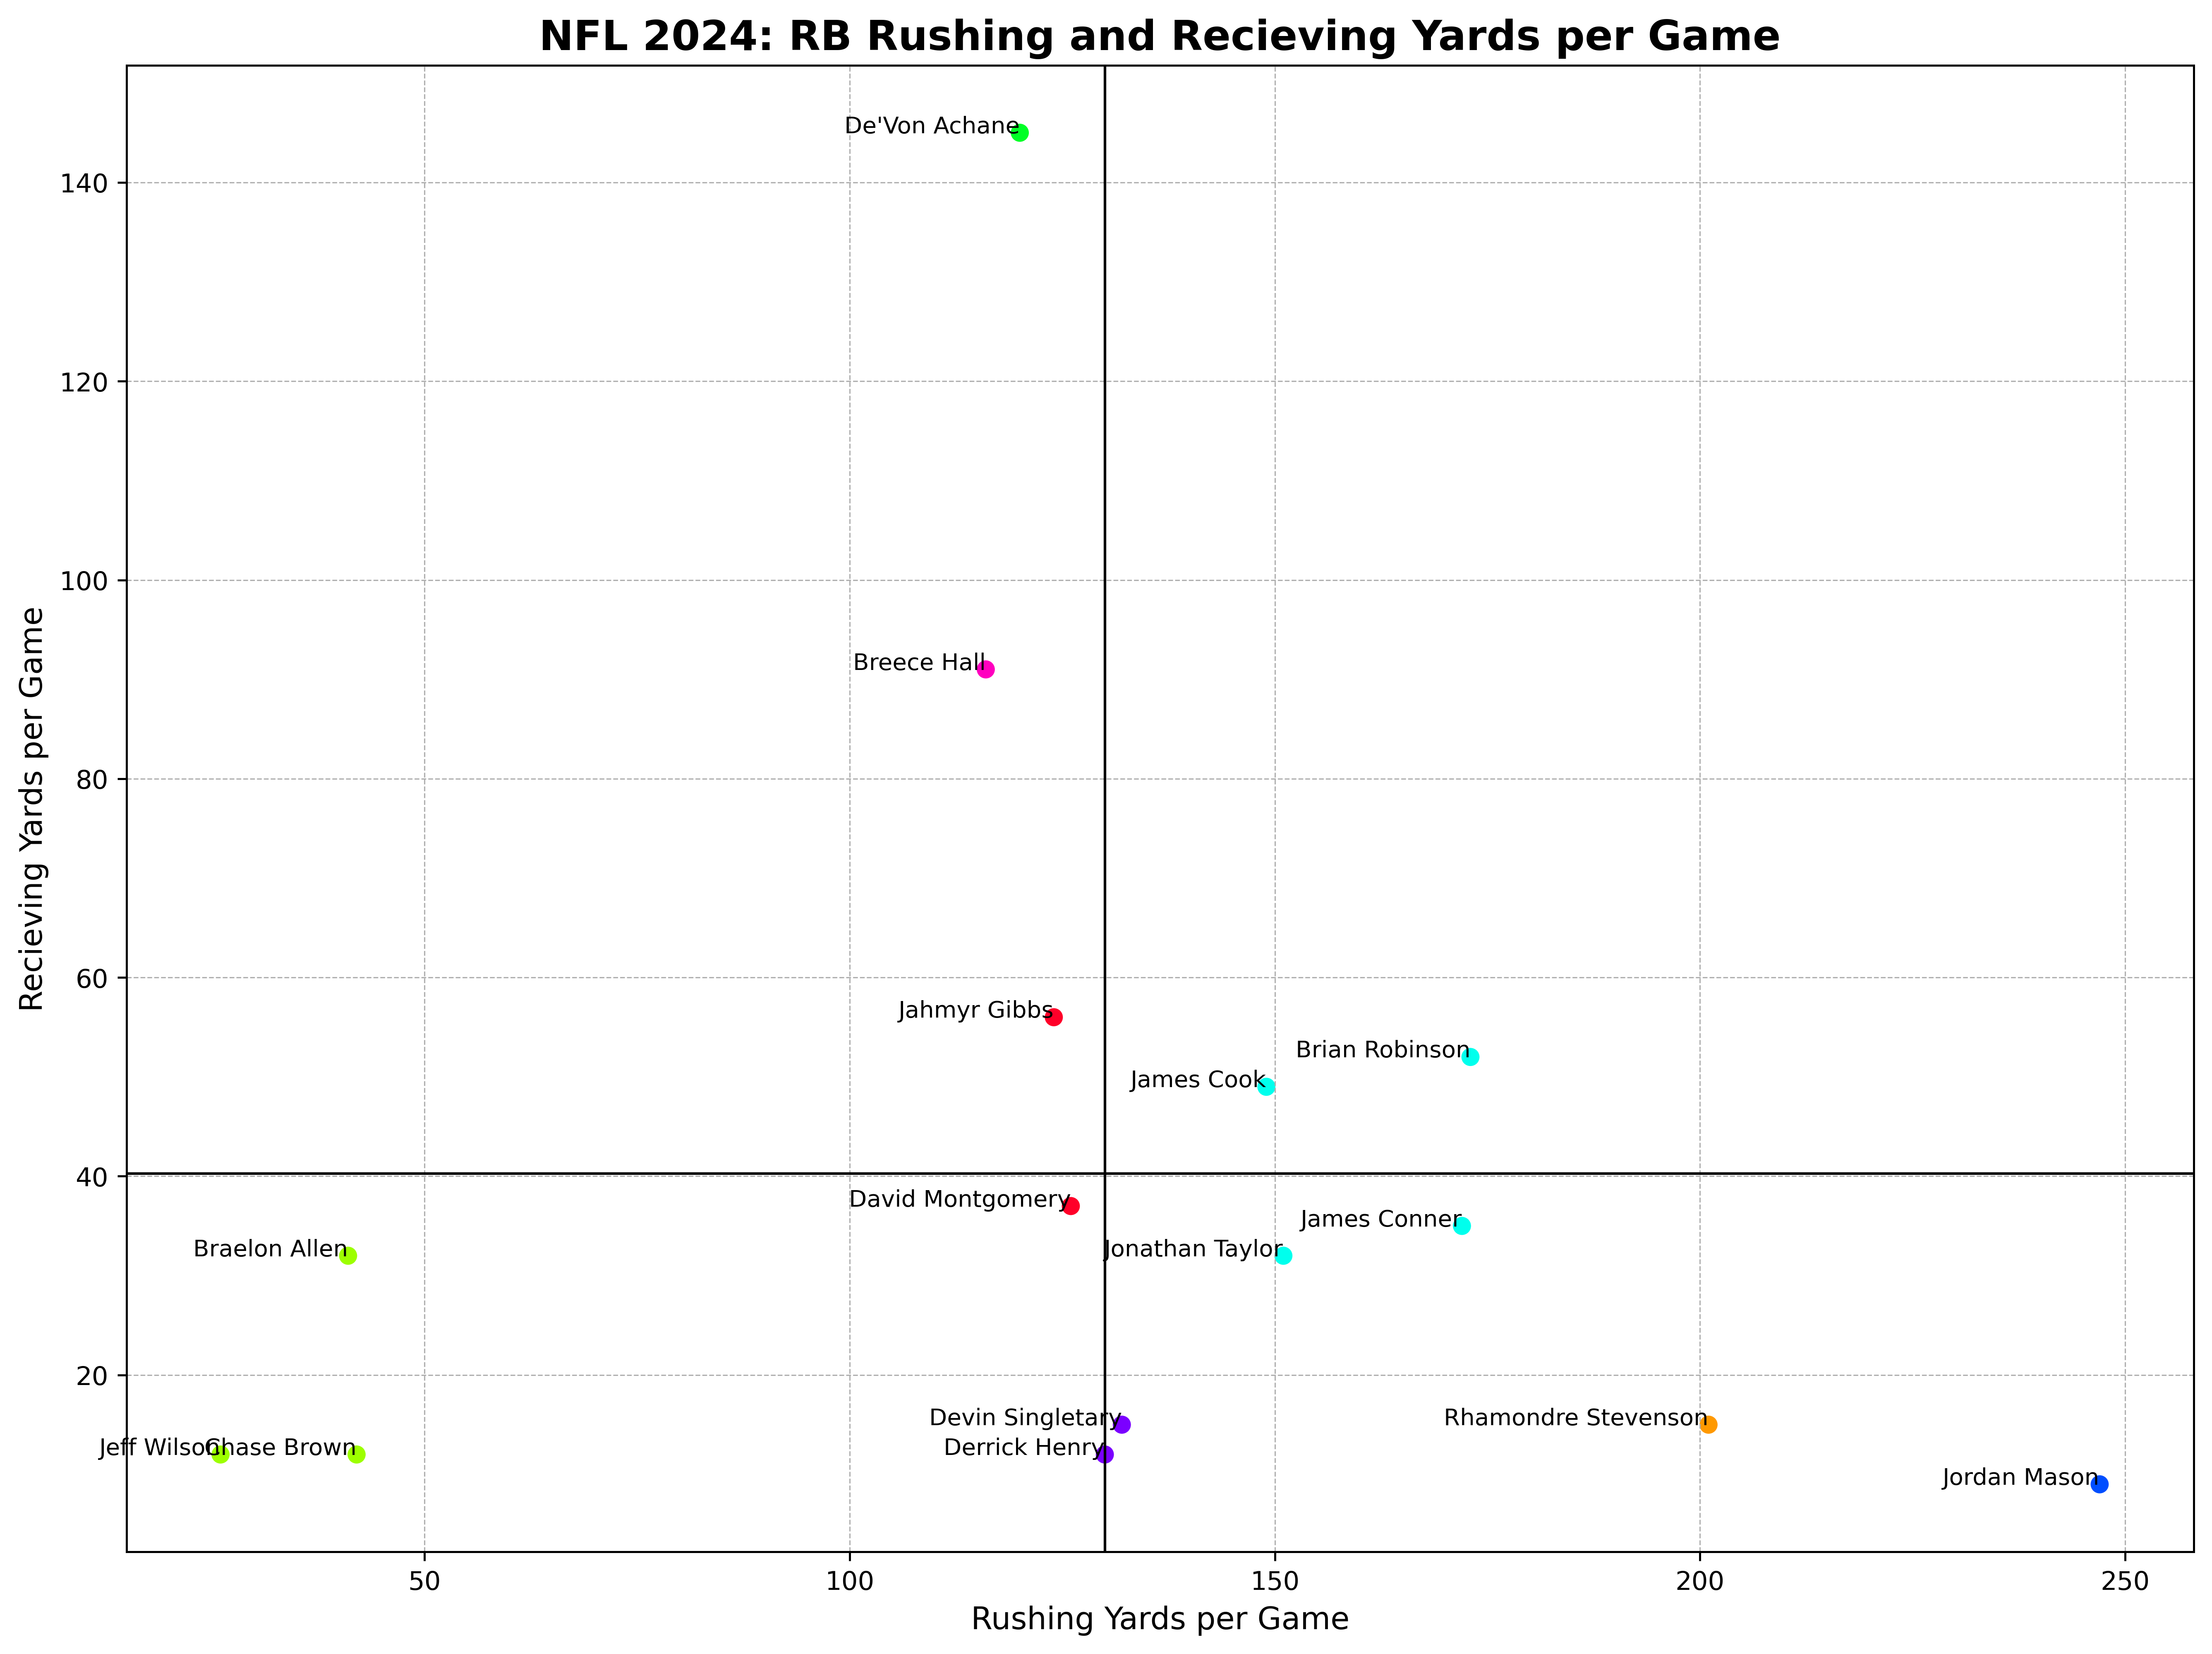 NFL 2024: RB Rushing and Recieving Yards per Game
De'Von Achane
140
120
100
Breece Hall
80
Recieving Yards per Game
60
Jahmyr Gibbs
Brian Robinson
James Cook
40
David Montgomery
James Conner
Braelon Allen
Jonathan Taylor
20
Devin Singletary
Rhamondre Stevenson
Jeff Wilson
Chase Brown
Derrick Henry
Jordan Mason
50 100 150 200 250
Rushing Yards per Game